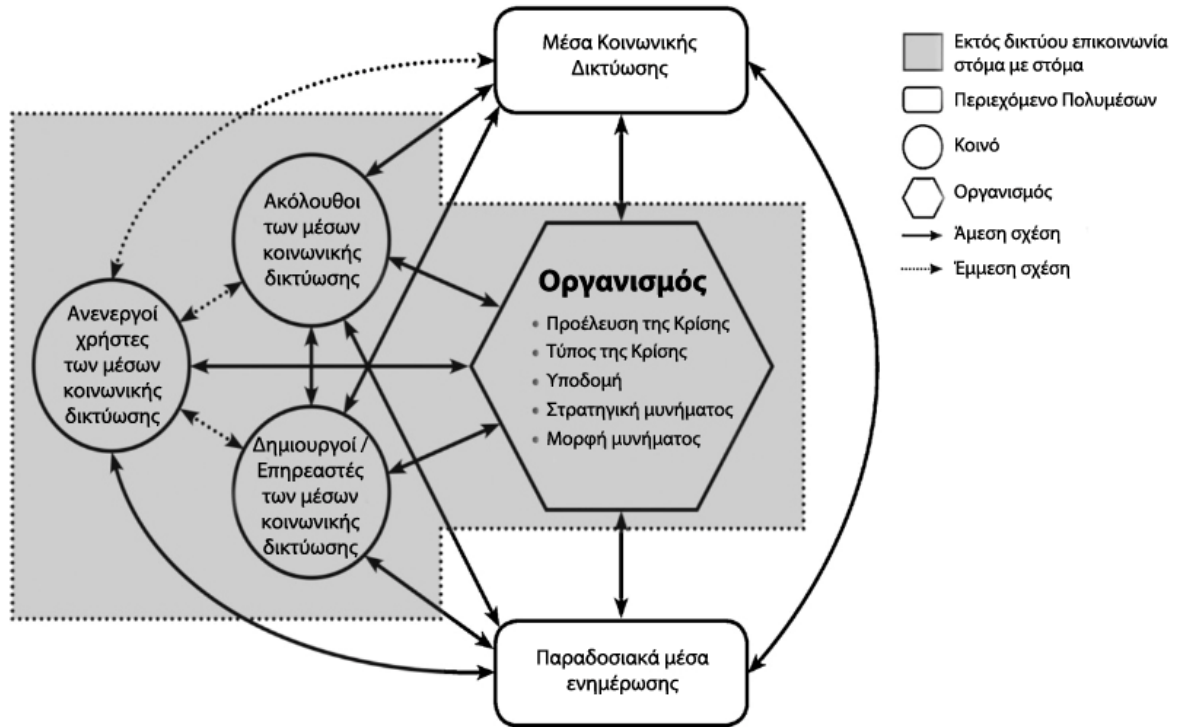 Μέσα Κοινωνικής
Δικτύωσης
Εκτός δικτύου επικοινωνία
στόμα με στόμα
Περιεχόμενο Πολυμέσων
Κοινό
Οργανισμός
Άμεση σχέση
Έμμεση σχέση
Ακόλουθοι
των μέσων
κοινωνικής
δικτύωσης
Ανενεργοί
χρήστες
των μέσων
κοινωνικής
δικτύωσης
Δημιουργοί /
Επηρεαστές
των μέσων
κοινωνικής
δικτύωσης
Οργανισμός
• Προέλευση της Κρίσης
• Τύπος της Κρίσης
• Υποδομή
• Στρατηγική μυνήματος
• Μορφή μυνήματος
Παραδοσιακά μέσα
ενημέρωσης